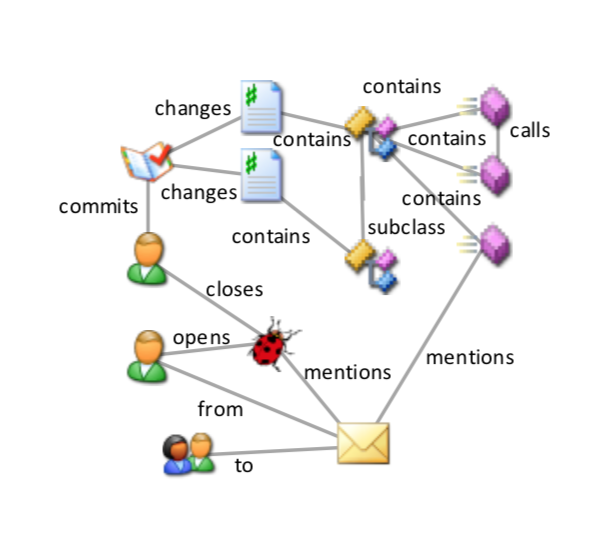 contains
changes
calls
contains
contains
changes
contains
commits
subclass
contains
closes
opens
mentions
mentions
from
to